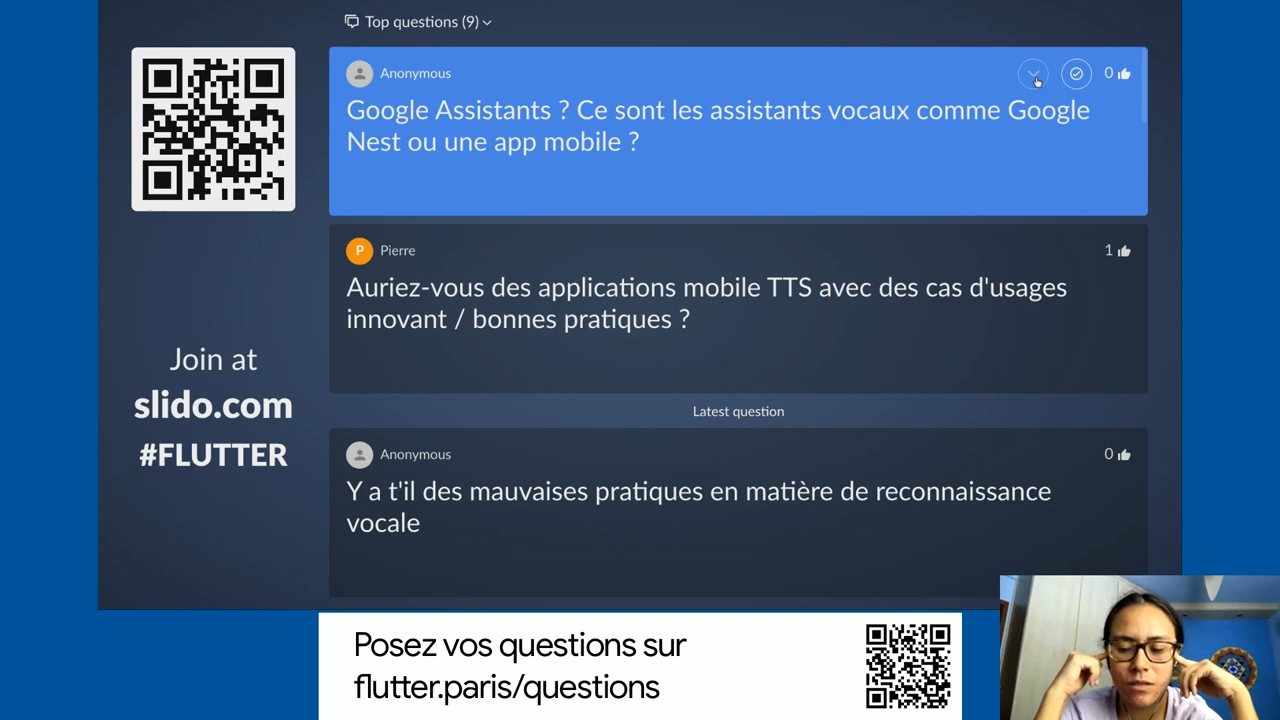 Top questions (9)
Anonymous
0
Google Assistants ? Ce sont les assistants vocaux comme Google
Nest ou une app mobile ?
P
Pierre
1
Auriez-vous des applications mobile TTS avec des cas d'usages
innovant / bonnes pratiques ?
Latest question
Anonymous
0
Y a t'il des mauvaises pratiques en matière de reconnaissance
vocale
Join at
slido.com
#FLUTTER
Posez vos questions sur
flutter.paris/questions